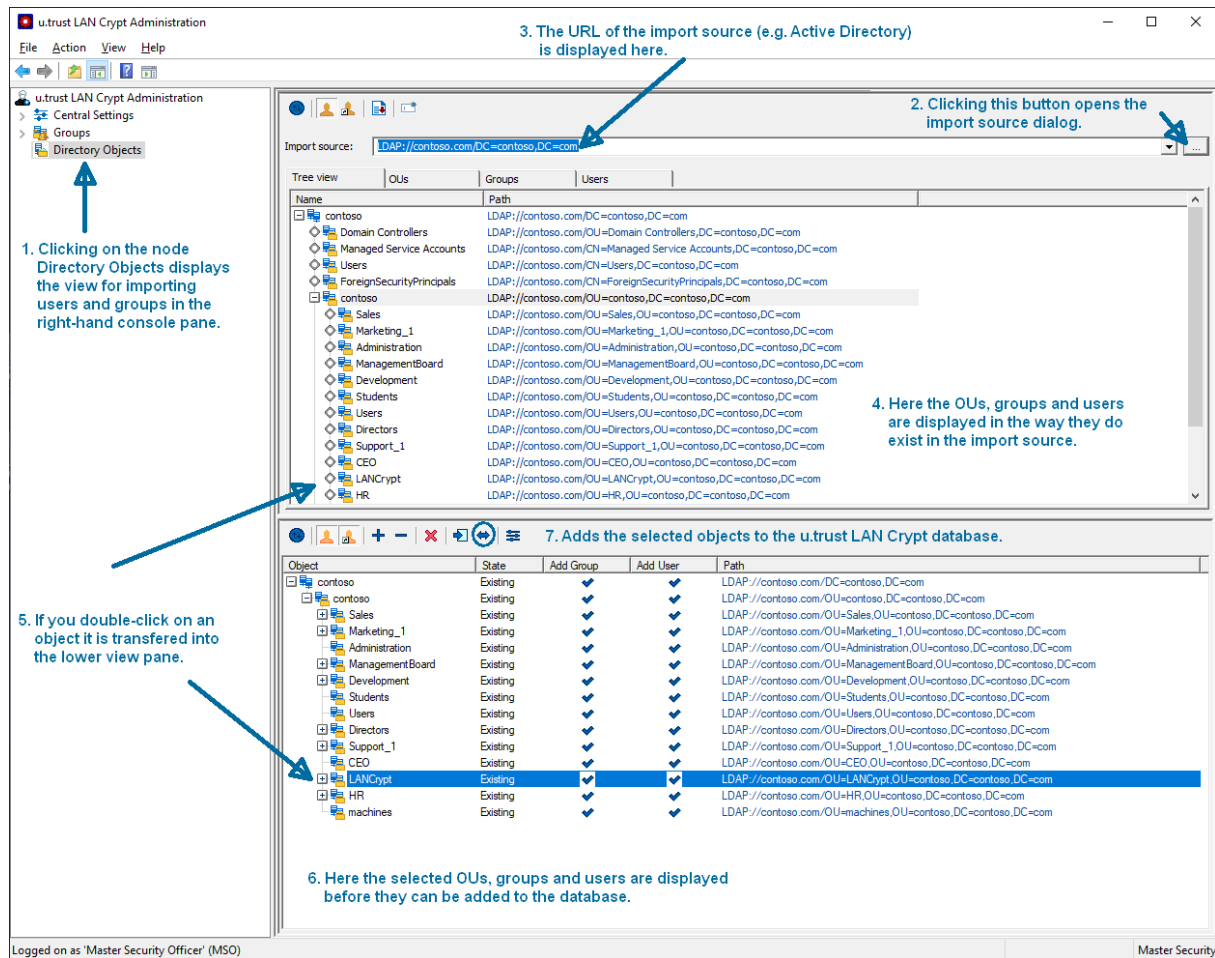 u.trust LAN Crypt Administration
File Action View Help
3. The URL of the import source (e.g. Active Directory)
is displayed here.
u.trust LAN Crypt Administration
Central Settings
Groups
Directory Objects
2. Clicking this button opens the
import source dialog.
Import source: LDAP://contoso.com/DC=contoso,DC=com ...
1. Clicking on the node
Directory Objects displays
the view for importing
users and groups in the
right-hand console pane.
Tree view OUs Groups Users
Name Path
contoso LDAP://contoso.com/DC=contoso,DC=com
Domain Controllers LDAP://contoso.com/OU=Domain Controllers,DC=contoso,DC=com
Managed Service Accounts LDAP://contoso.com/CN=Managed Service Accounts,DC=contoso,DC=com
Users LDAP://contoso.com/CN=Users,DC=contoso,DC=com
ForeignSecurityPrincipals LDAP://contoso.com/CN=ForeignSecurityPrincipals,DC=contoso,DC=com
contoso LDAP://contoso.com/OU=contoso,DC=contoso,DC=com
Sales LDAP://contoso.com/OU=Sales,OU=contoso,DC=contoso,DC=com
Marketing_1 LDAP://contoso.com/OU=Marketing_1,OU=contoso,DC=contoso,DC=com
Administration LDAP://contoso.com/OU=Administration,OU=contoso,DC=contoso,DC=com
ManagementBoard LDAP://contoso.com/OU=ManagementBoard,OU=contoso,DC=contoso,DC=com
Development LDAP://contoso.com/OU=Development,OU=contoso,DC=contoso,DC=com
Students LDAP://contoso.com/OU=Students,OU=contoso,DC=contoso,DC=com
Users LDAP://contoso.com/OU=Users,OU=contoso,DC=contoso,DC=com
Directors LDAP://contoso.com/OU=Directors,OU=contoso,DC=contoso,DC=com
Support_1 LDAP://contoso.com/OU=Support_1,OU=contoso,DC=contoso,DC=com
CEO LDAP://contoso.com/OU=CEO,OU=contoso,DC=contoso,DC=com
LANCrypt LDAP://contoso.com/OU=LANCrypt,OU=contoso,DC=contoso,DC=com
HR LDAP://contoso.com/OU=HR,OU=contoso,DC=contoso,DC=com
4. Here the OUs, groups and users
are displayed in the way they do
exist in the import source.
7. Adds the selected objects to the u.trust LAN Crypt database.
5. If you double-click on an
object it is transfered into
the lower view pane.
Object State Add Group Add User Path
contoso Existing LDAP://contoso.com/DC=contoso,DC=com
contoso Existing LDAP://contoso.com/OU=contoso,DC=contoso,DC=com
Sales Existing LDAP://contoso.com/OU=Sales,OU=contoso,DC=contoso,DC=com
Marketing_1 Existing LDAP://contoso.com/OU=Marketing_1,OU=contoso,DC=contoso,DC=com
Administration Existing LDAP://contoso.com/OU=Administration,OU=contoso,DC=contoso,DC=com
ManagementBoard Existing LDAP://contoso.com/OU=ManagementBoard,OU=contoso,DC=contoso,DC=com
Development Existing LDAP://contoso.com/OU=Development,OU=contoso,DC=contoso,DC=com
Students Existing LDAP://contoso.com/OU=Students,OU=contoso,DC=contoso,DC=com
Users Existing LDAP://contoso.com/OU=Users,OU=contoso,DC=contoso,DC=com
Directors Existing LDAP://contoso.com/OU=Directors,OU=contoso,DC=contoso,DC=com
Support_1 Existing LDAP://contoso.com/OU=Support_1,OU=contoso,DC=contoso,DC=com
CEO Existing LDAP://contoso.com/OU=CEO,OU=contoso,DC=contoso,DC=com
LANCrypt Existing LDAP://contoso.com/OU=LANCrypt,OU=contoso,DC=contoso,DC=com
HR Existing LDAP://contoso.com/OU=HR,OU=contoso,DC=contoso,DC=com
machines Existing LDAP://contoso.com/OU=machines,OU=contoso,DC=contoso,DC=com
6. Here the selected OUs, groups and users are displayed
before they can be added to the database.
Logged on as 'Master Security Officer' (MSO) Master Security